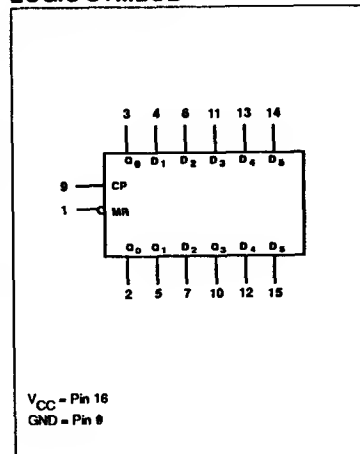 LOGIC SYMBOL
3 4 6 11 13 14
Q0 D1 D2 D3 D4 D5
9 CP
1 MR
Q0 Q1 D2 Q3 D4 D5
2 5 7 10 12 15
VCC = Pin 16
GND = Pin 8